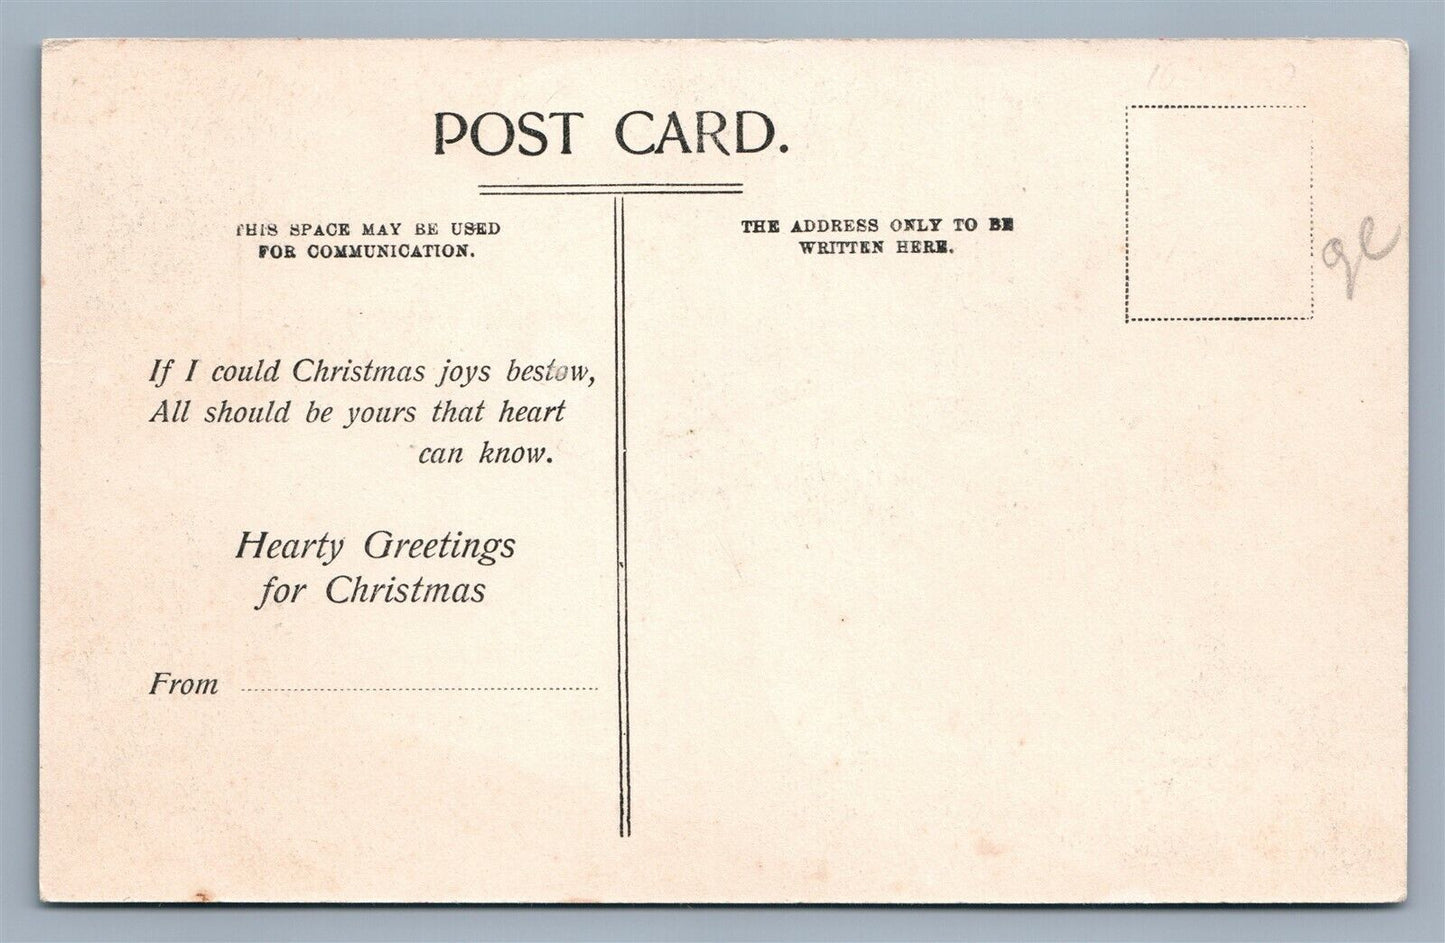 POST CARD.
THIS SPACE MAY BE USED
FOR COMMUNICATION.
THE ADDRESS ONLY TO BE
WRITTEN HERE.
If I could Christmas joys bestow,
All should be yours that heart
can know.
Hearty Greetings
for Christmas
From